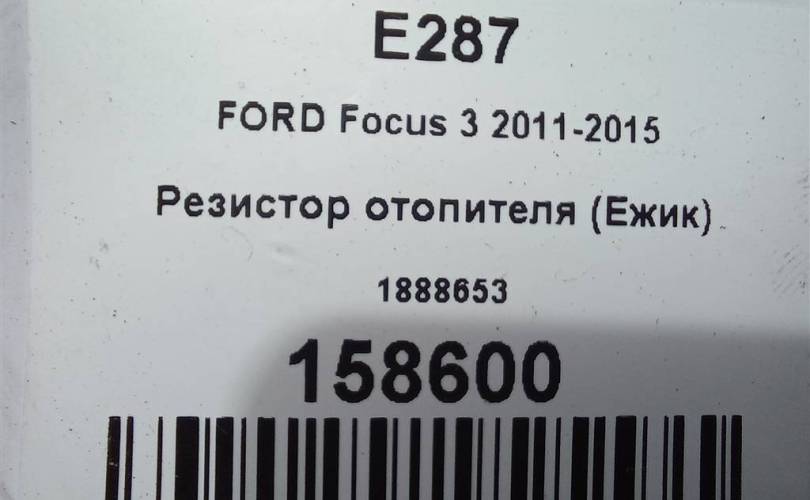 E287
FORD Focus 3 2011-2015
Резистор отопителя (Ежик)
1888653
158600